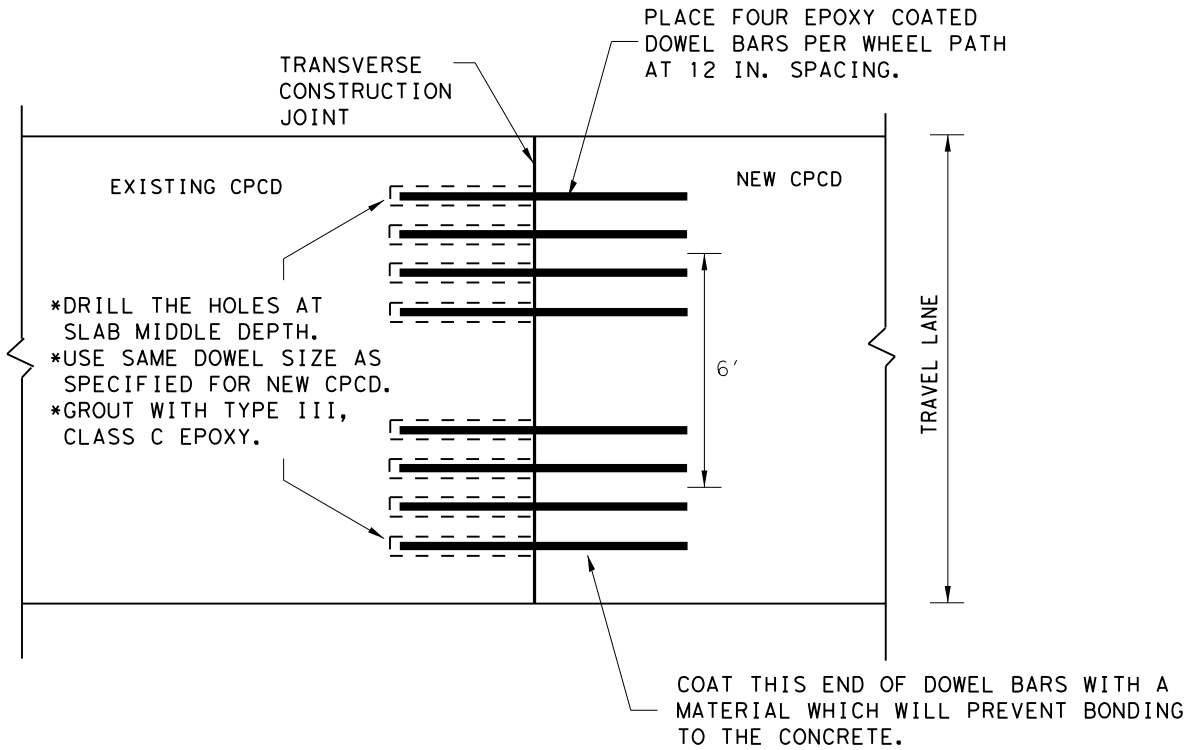 PLACE FOUR EPOXY COATED
DOWEL BARS PER WHEEL PATH
AT 12 IN. SPACING.
TRANSVERSE
CONSTRUCTION
JOINT
EXISTING CPCD
NEW CPCD
*DRILL THE HOLES AT
SLAB MIDDLE DEPTH.
*USE SAME DOWEL SIZE AS
SPECIFIED FOR NEW CPCD.
*GROUT WITH TYPE III,
CLASS C EPOXY.
6'
TRAVEL LANE
COAT THIS END OF DOWEL BARS WITH A
MATERIAL WHICH WILL PREVENT BONDING
TO THE CONCRETE.